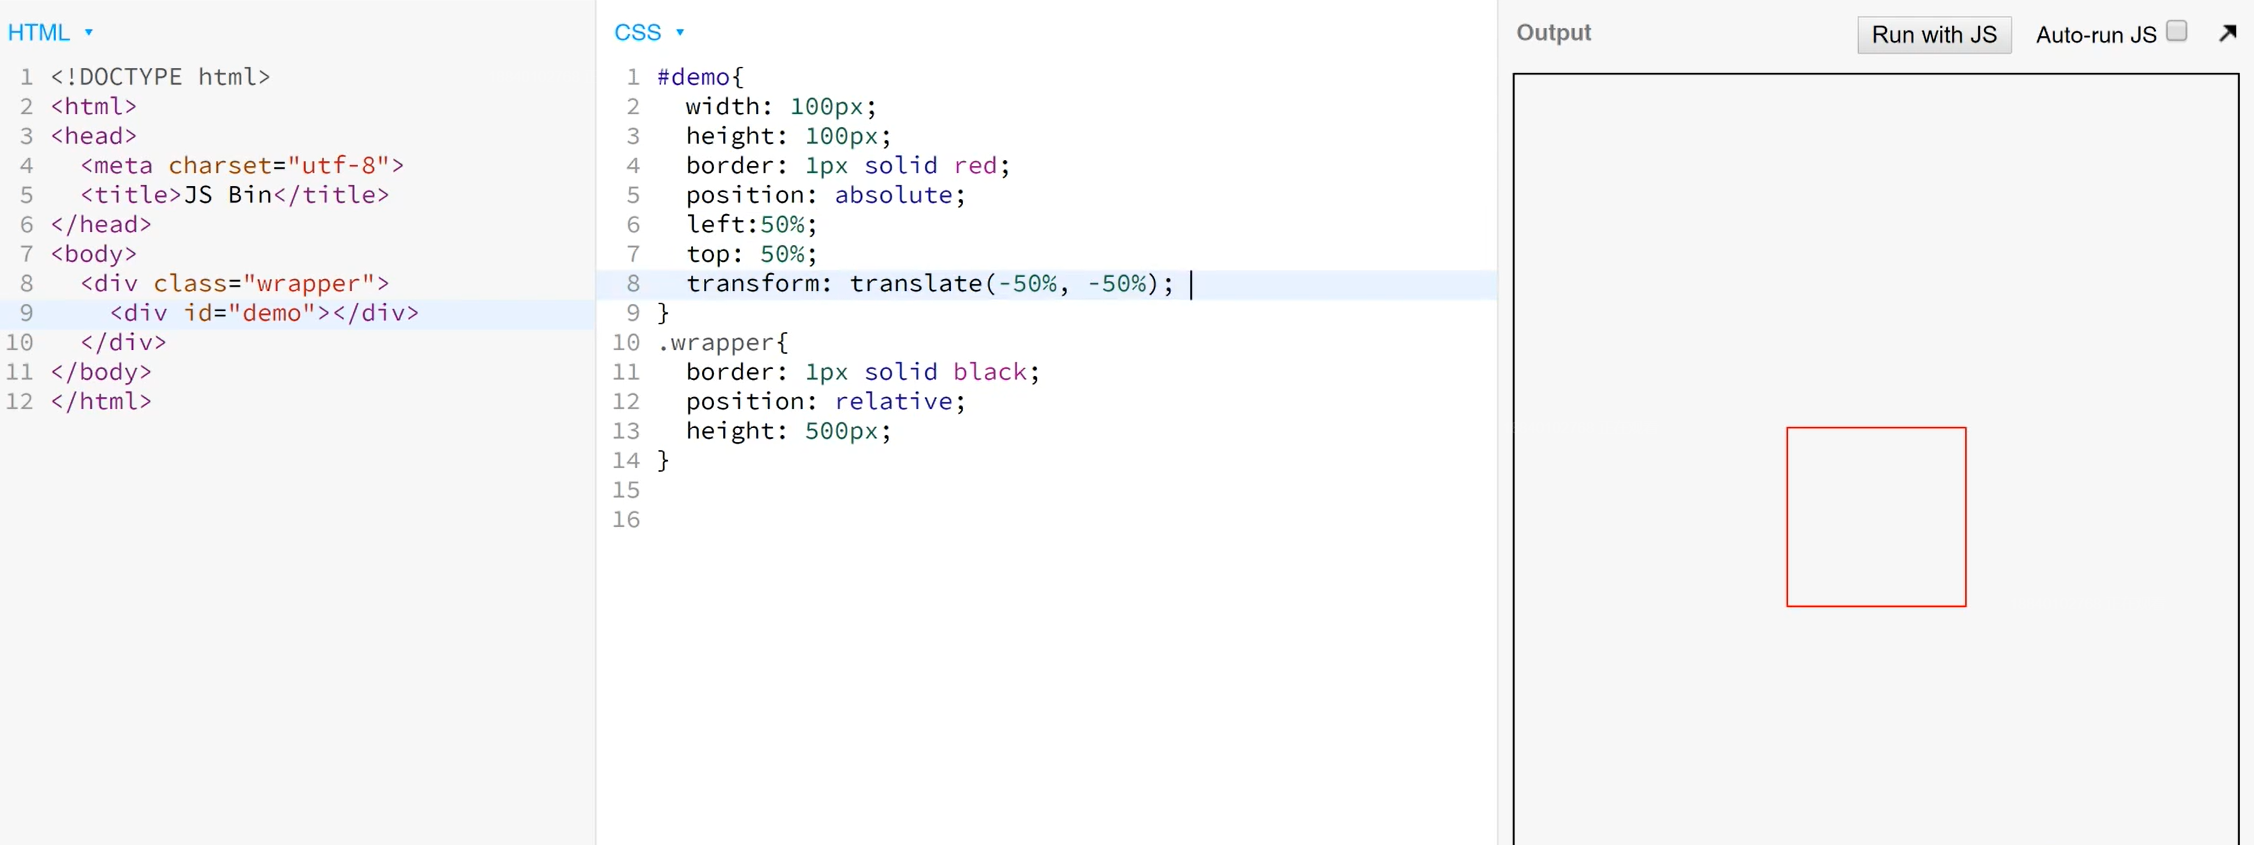 HTML ▾
1 <!DOCTYPE html>
2 <html>
3 <head>
4   <meta charset="utf-8">
5   <title>JS Bin</title>
6 </head>
7 <body>
8   <div class="wrapper">
9     <div id="demo"></div>
10   </div>
11 </body>
12 </html>
CSS ▾
1 #demo{
2   width: 100px;
3   height: 100px;
4   border: 1px solid red;
5   position: absolute;
6   left:50%;
7   top: 50%;
8   transform: translate(-50%, -50%);
9 }
10 .wrapper{
11   border: 1px solid black;
12   position: relative;
13   height: 500px;
14 }
15
16
Output Run with JS Auto-run JS